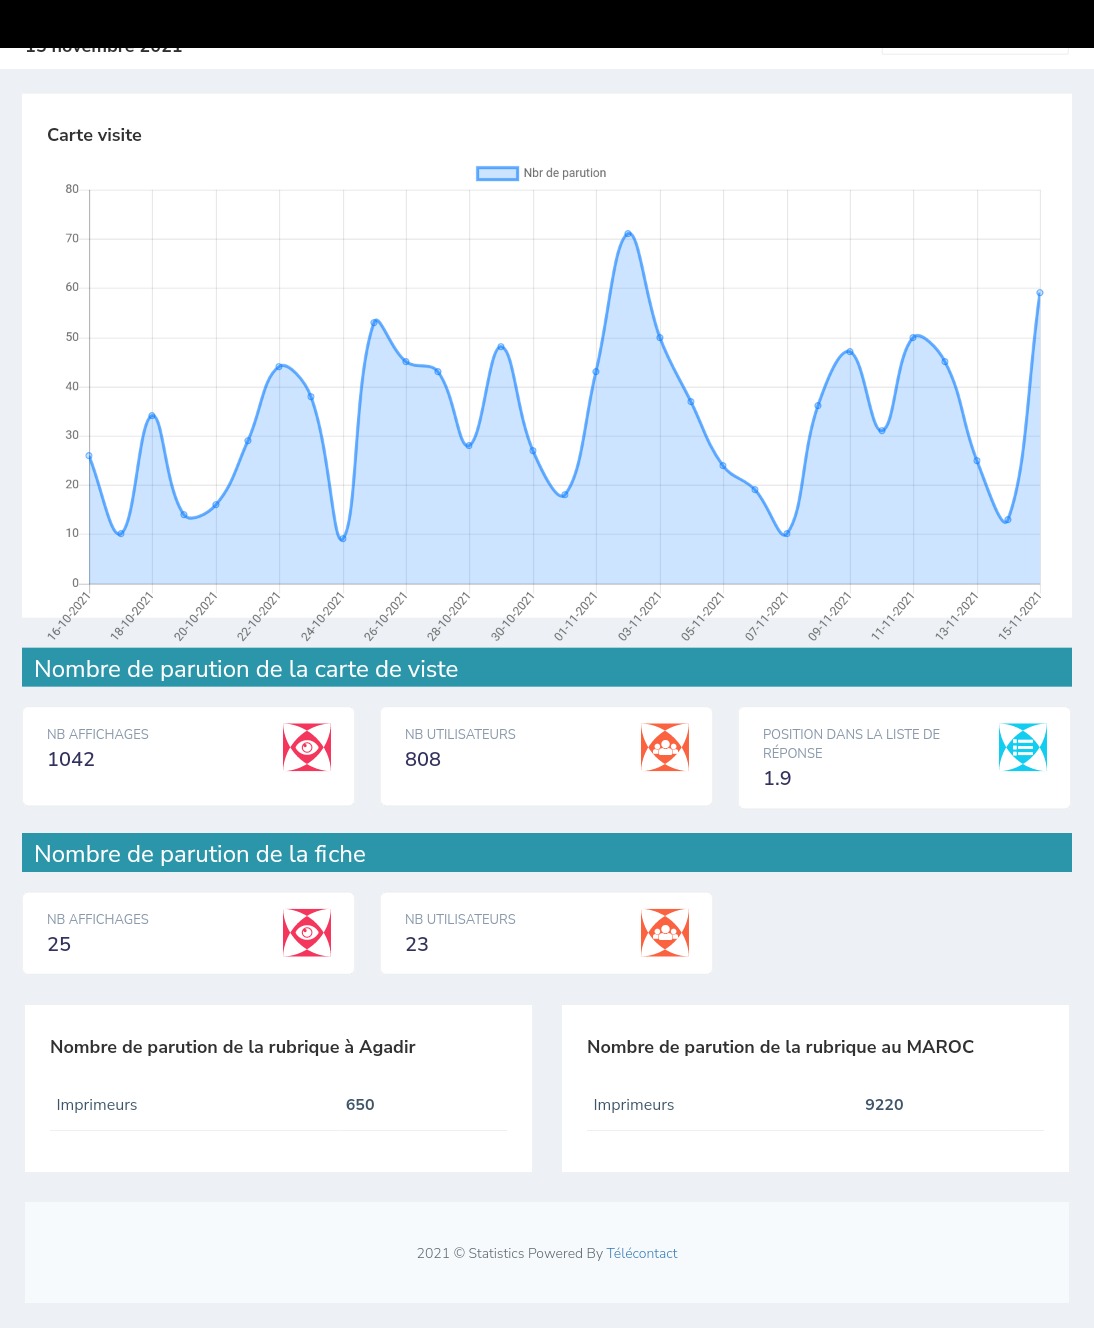 15 novembre 2021
Carte visite
Nbr de parution
80
70
60
50
40
30
20
10
0
16-10-2021
18-10-2021
20-10-2021
22-10-2021
24-10-2021
26-10-2021
28-10-2021
30-10-2021
01-11-2021
03-11-2021
05-11-2021
07-11-2021
09-11-2021
11-11-2021
13-11-2021
15-11-2021
Nombre de parution de la carte de viste
NB AFFICHAGES
1042
NB UTILISATEURS
808
POSITION DANS LA LISTE DE
RÉPONSE
1.9
Nombre de parution de la fiche
NB AFFICHAGES
25
NB UTILISATEURS
23
Nombre de parution de la rubrique à Agadir
Imprimeurs 650
Nombre de parution de la rubrique au MAROC
Imprimeurs 9220
2021 © Statistics Powered By Télécontact